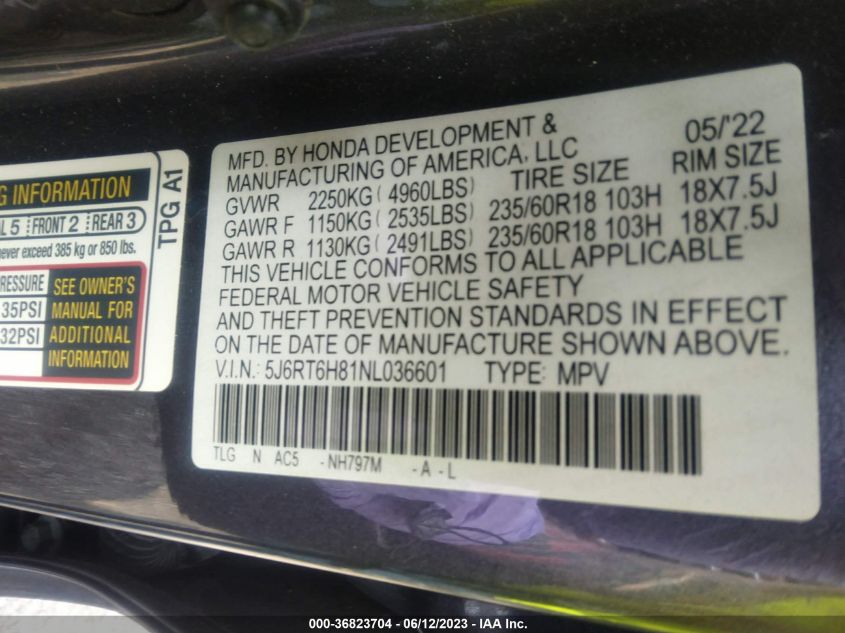 G INFORMATION
L 5 FRONT 2 REAR 3
never exceed 385 kg or 850 lbs.
PRESSURE
35PSI
32PSI
SEE OWNER'S
MANUAL FOR
ADDITIONAL
INFORMATION
TPG A1
MFD. BY HONDA DEVELOPMENT & 05/'22
MANUFACTURING OF AMERICA, LLC
TIRE SIZE RIM SIZE
GVWR 2250KG( 4960LBS)
GAWR F 1150KG( 2535LBS) 235/60R18 103H 18X7.5J
GAWR R 1130KG( 2491LBS) 235/60R18 103H 18X7.5J
THIS VEHICLE CONFORMS TO ALL APPLICABLE
FEDERAL MOTOR VEHICLE SAFETY
AND THEFT PREVENTION STANDARDS IN EFFECT
ON THE DATE OF MANUFACTURE SHOWN ABOVE.
V.I.N.: 5J6RT6H81NL036601 TYPE: MPV
TLG N AC5 -NH797M -A-L
000-36823704 - 06/12/2023 - IAAI Inc.